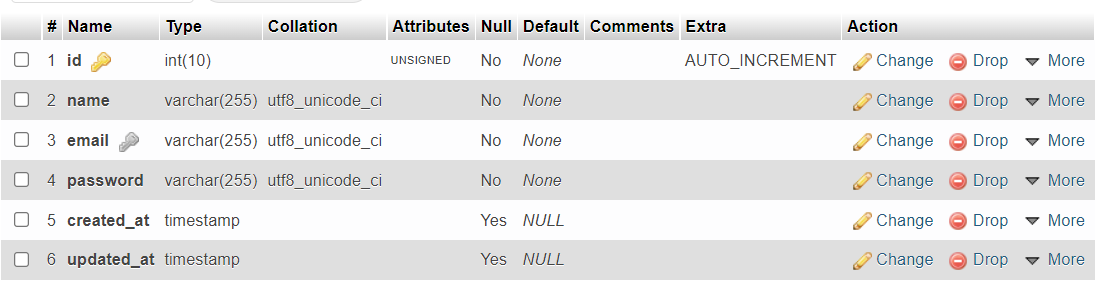 # Name Type Collation Attributes Null Default Comments Extra Action
1 id int(10) UNSIGNED No None AUTO_INCREMENT Change Drop More
2 name varchar(255) utf8_unicode_ci No None Change Drop More
3 email varchar(255) utf8_unicode_ci No None Change Drop More
4 password varchar(255) utf8_unicode_ci No None Change Drop More
5 created_at timestamp Yes NULL Change Drop More
6 updated_at timestamp Yes NULL Change Drop More